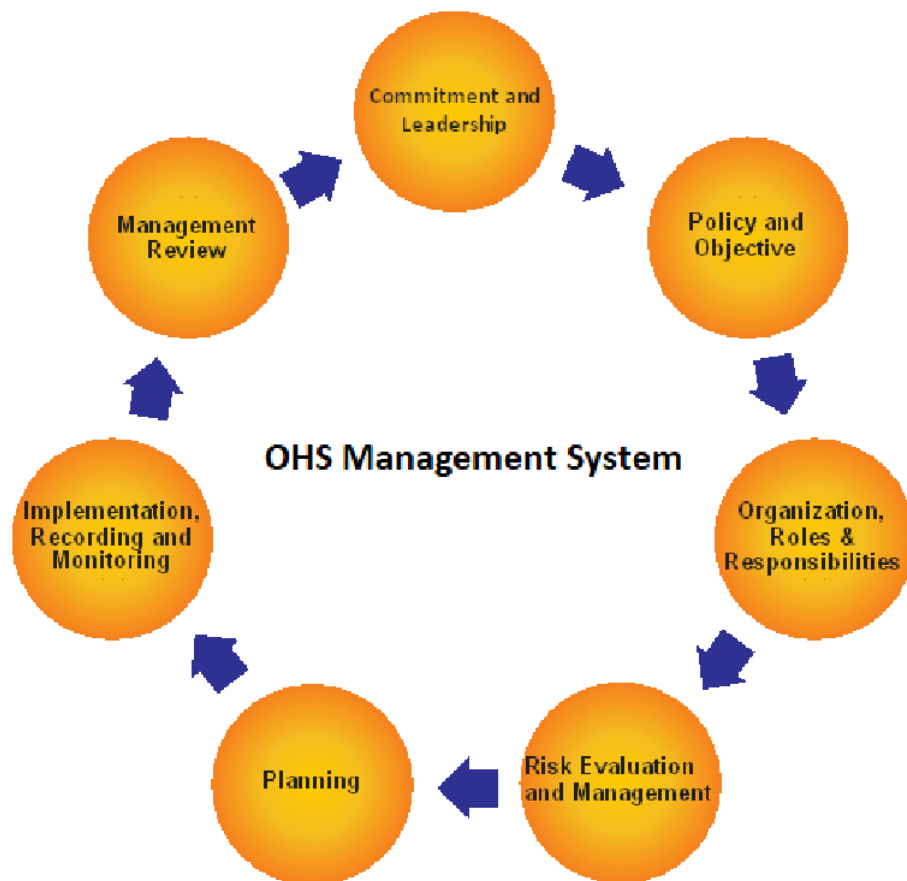 Commitment and
Leadership
Policy and
Objective
Organization,
Roles &
Responsibilities
Risk Evaluation
and Management
Planning
Implementation,
Recording and
Monitoring
Management
Review
OHS Management System